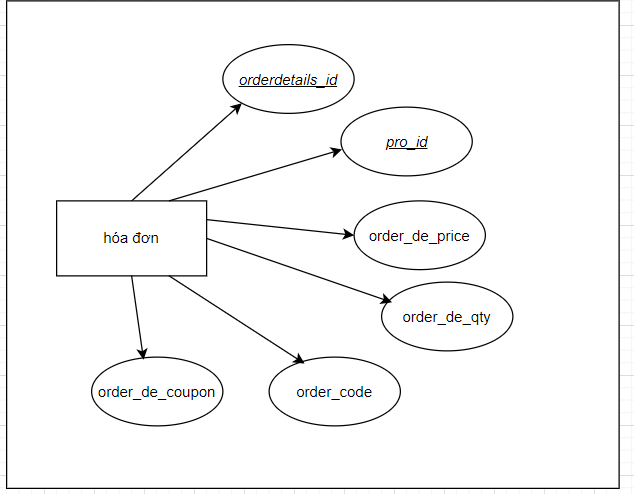 orderdetails_id
pro_id
hóa đơn
order_de_price
order_de_qty
order_de_coupon
order_code